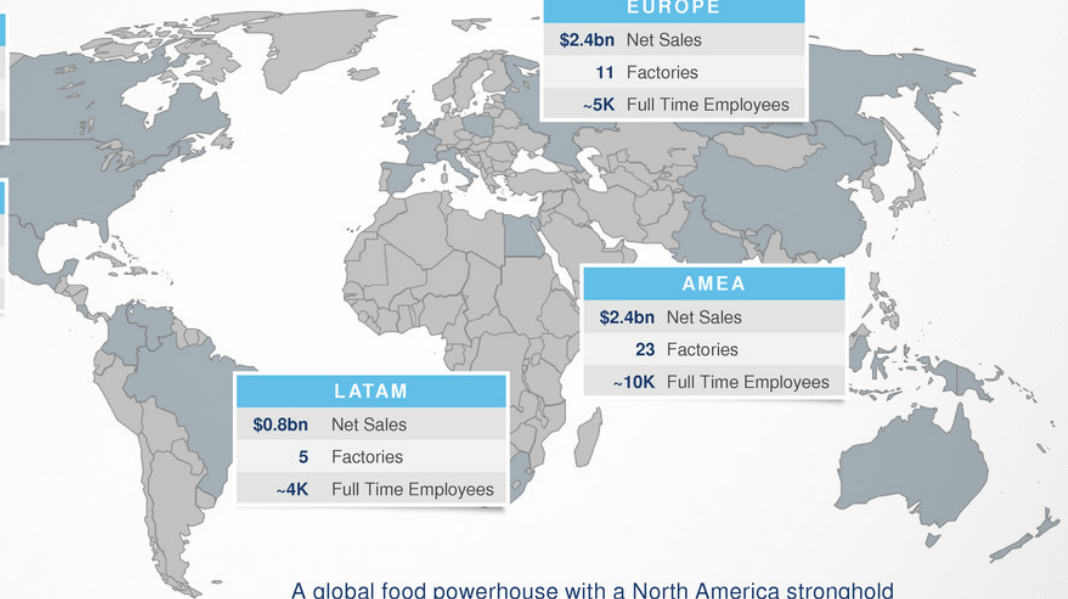 EUROPE
$2.4bn Net Sales
11 Factories
~5K Full Time Employees
AMEA
$2.4bn Net Sales
23 Factories
~10K Full Time Employees
LATAM
$0.8bn Net Sales
5 Factories
~4K Full Time Employees
A global food powerhouse with a North America stronghold